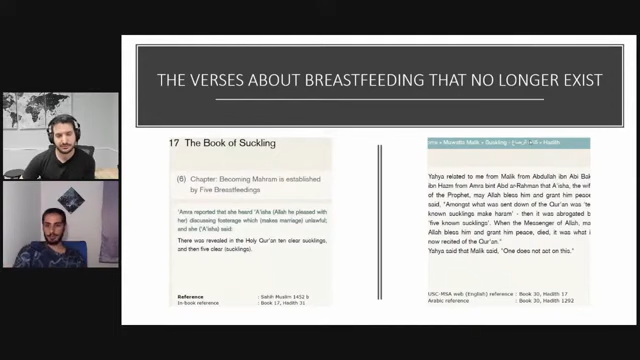 THE VERSES ABOUT BREASTFEEDING THAT NO LONGER EXIST
17 The Book of Suckling
(6) Chapter: Becoming Mahram is established
by Five Breastfeedings
'Amra reported that she heard 'A'isha (Allah he pleased with
her) discussing fosterage which (makes marriage) unlawful;
and she ('A'isha) said:
There was revealed in the Holy Qur'an ten clear sucklings,
and then five clear (sucklings).
Reference : Sahih Muslim 1452 b
In-book reference : Book 17, Hadith 31
» Muwatta Malik » Suckling - » Hadith
Yahya related to me from Malik from Abdullah ibn Abi Bak
ibn Hazm from Amra bint Abd ar-Rahman that A'isha, the wif
of the Prophet, may Allah bless him and grant him peace
said, "Amongst what was sent down of the Qur'an was 'te
known sucklings make haram' - then it was abrogated b
'five known sucklings'. When the Messenger of Allah, ma
Allah bless him and grant him peace, died, it was what i
now recited of the Qur'an."
Yahya said that Malik said, "One does not act on this."
USC-MSA web (English) reference : Book 30, Hadith 17
Arabic reference : Book 30, Hadith 1292